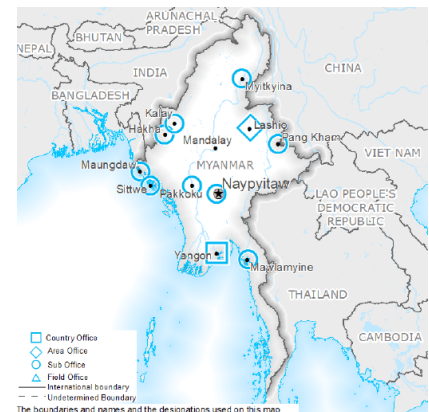 ARUNACHAL
PRADESH
NEPAL
BHUTAN
CHINA
INDIA
Myitkyina
BANGLADESH
Kalay
Hakha
Lashio
Mandalay
Pang Kham
VIET NAM
Maungdaw
MYANMAR
Sittwe
Pakkoku
Naypyitaw
LAO PEOPLE'S
DEMOCRATIC
REPUBLIC
Yangon
Mawlamyine
THAILAND
CAMBODIA
Country Office
Area Office
Sub Office
Field Office
International boundary
Undetermined Boundary
The boundaries and names and the designations used on this map